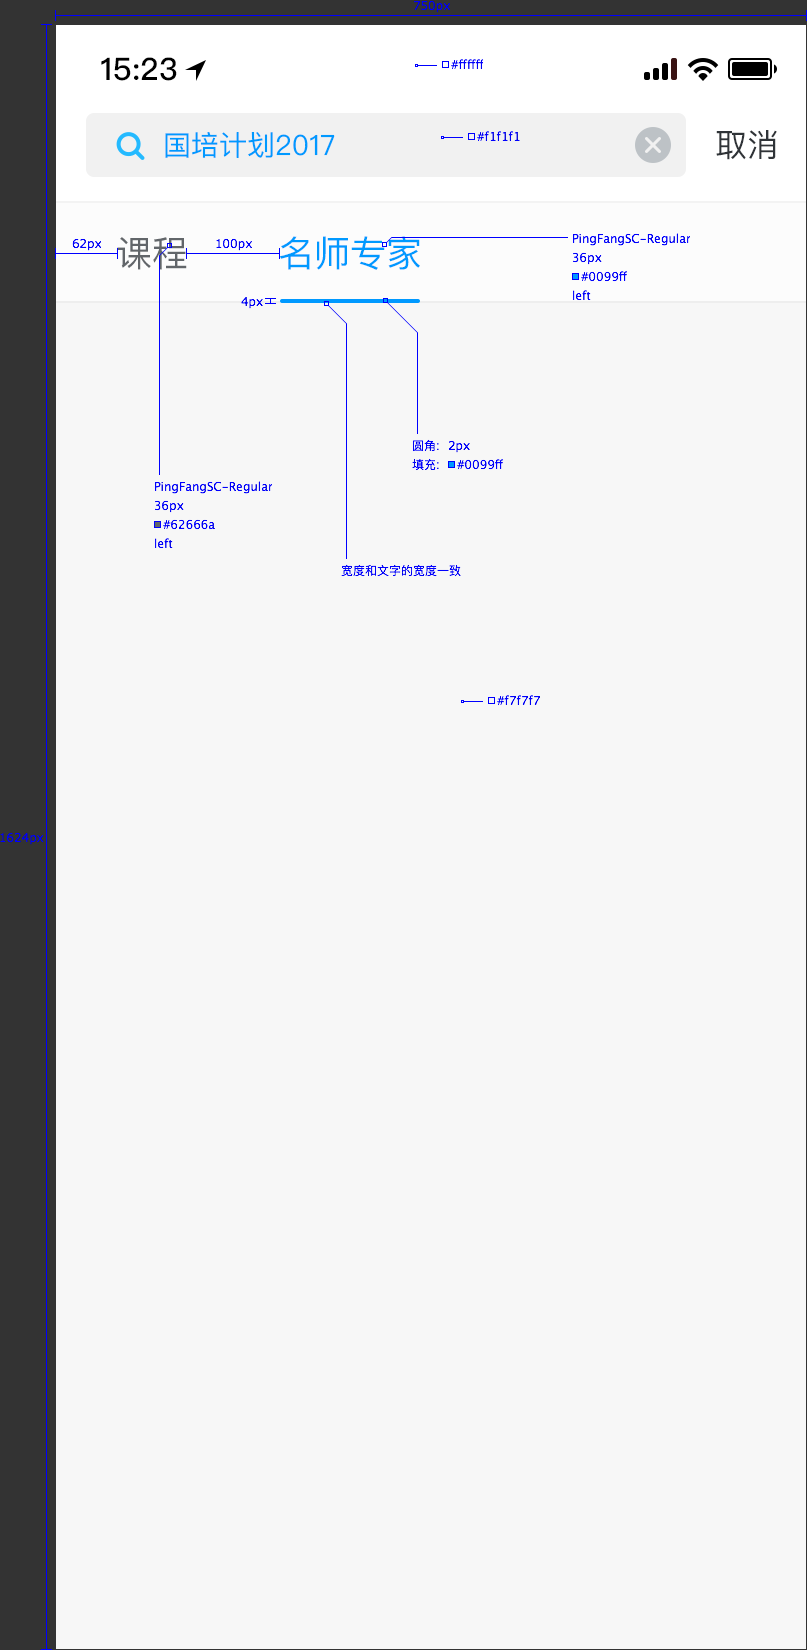 750px
15:23
#ffffff
国培计划2017
#f1f1f1
取消
62px
课程
100px
名师专家
PingFangSC-Regular
36px
#0099ff
left
4px
圆角：2px
填充：#0099ff
PingFangSC-Regular
36px
#62666a
left
宽度和文字的宽度一致
#f7f7f7
1624px